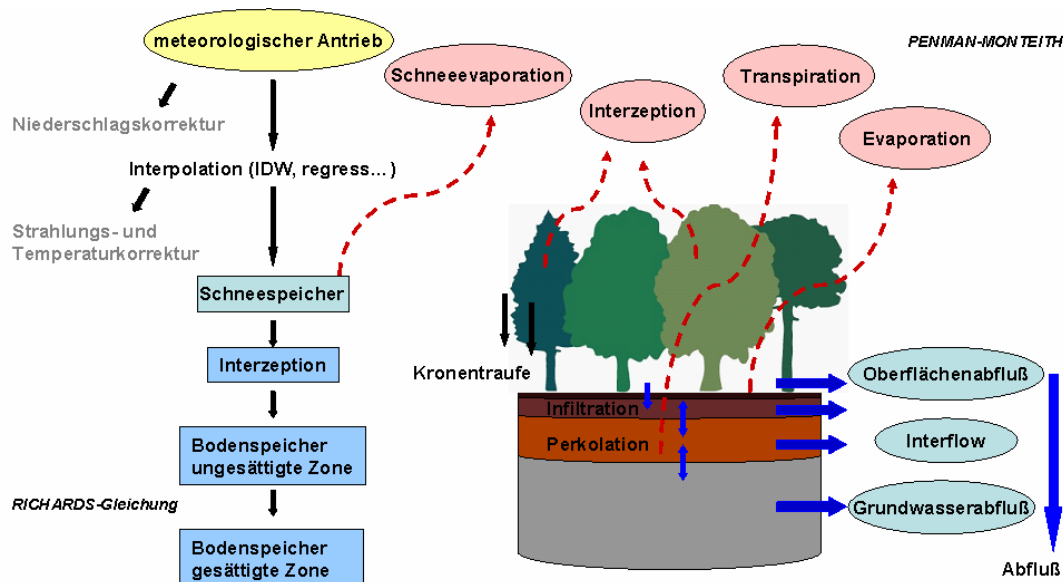 meteorologischer Antrieb
PENMAN-MONTEITH
Schneeevaporation
Transpiration
Interzeption
Evaporation
Niederschlagskorrektur
Interpolation (IDW, regress...)
Strahlungs- und
Temperaturkorrektur
Schneespeicher
Interzeption
Bodenspeicher
ungesättigte Zone
RICHARDS-Gleichung
Bodenspeicher
gesättigte Zone
Kronentraufe
Infiltration
Perkolation
Oberflächenabfluß
Interflow
Grundwasserabfluß
Abfluß